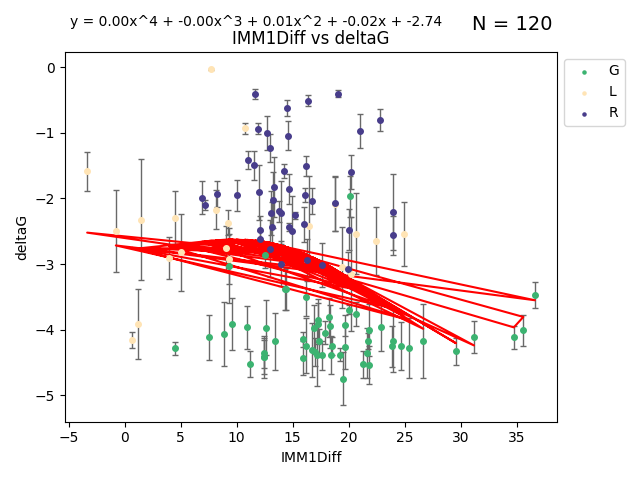 y = 0.00x^4 + -0.00x^3 + 0.01x^2 + -0.02x + -2.74
N = 120
IMM1Diff vs deltaG
G
L
R
deltaG
0
−1
−2
−3
−4
−5
−5 0 5 10 15 20 25 30 35
IMM1Diff